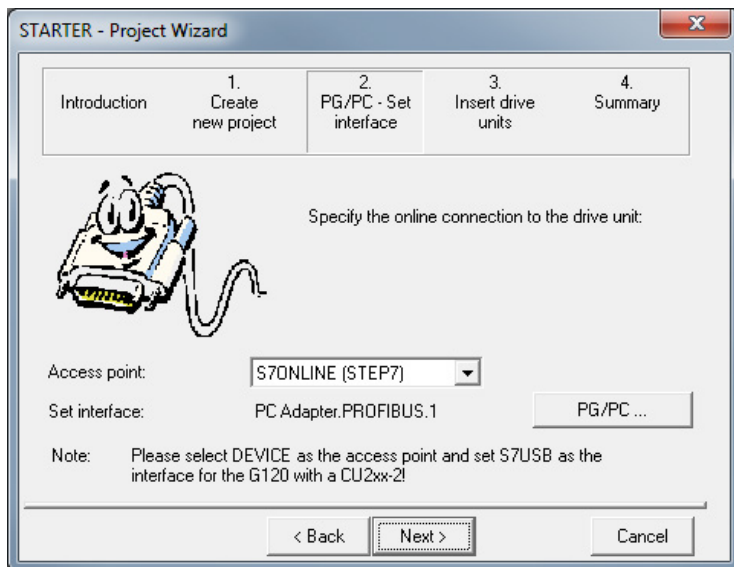 STARTER - Project Wizard
Introduction
1.
Create
new project
2.
PG/PC - Set
interface
3.
Insert drive
units
4.
Summary
Specify the online connection to the drive unit:
Access point:
S7ONLINE (STEP7)
Set interface:
PC Adapter.PROFIBUS.1
PG/PC ...
Note: Please select DEVICE as the access point and set S7USB as the
interface for the G120 with a CU2xx-2!
< Back
Next >
Cancel